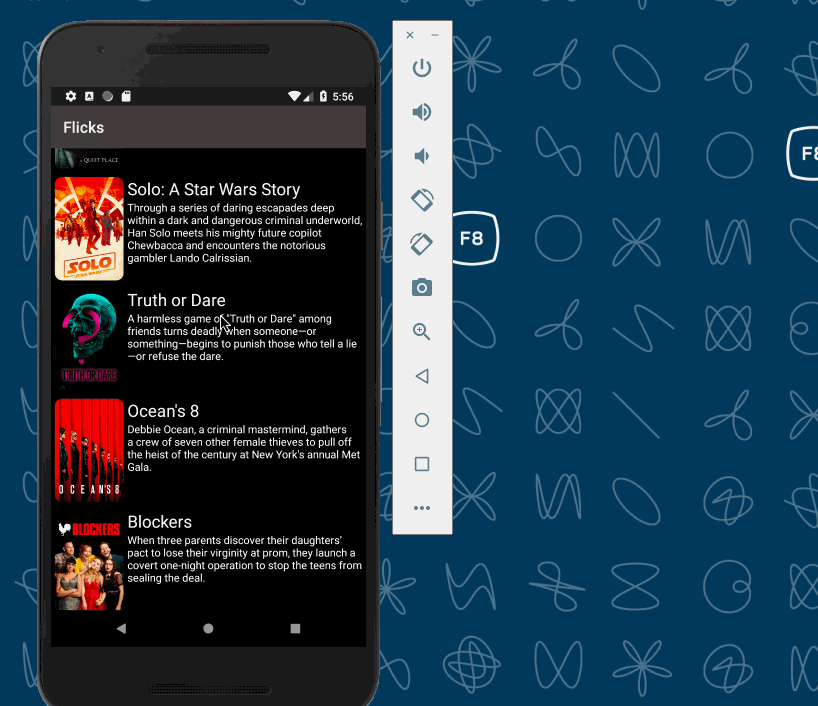 5:56
Flicks
A QUIET PLACE
Solo: A Star Wars Story
Through a series of daring escapades deep
within a dark and dangerous criminal underworld,
Han Solo meets his mighty future copilot
Chewbacca and encounters the notorious
gambler Lando Calrissian.
SOLO
Truth or Dare
A harmless game of "Truth or Dare" among
friends turns deadly when someone—or
something—begins to punish those who tell a lie
—or refuse the dare.
TRUTH OR DARE
Ocean's 8
Debbie Ocean, a criminal mastermind, gathers
a crew of seven other female thieves to pull off
the heist of the century at New York's annual Met
Gala.
OCEAN'S 8
Blockers
When three parents discover their daughters'
pact to lose their virginity at prom, they launch a
covert one-night operation to stop the teens from
sealing the deal.
BLOCKERS
F8
F8